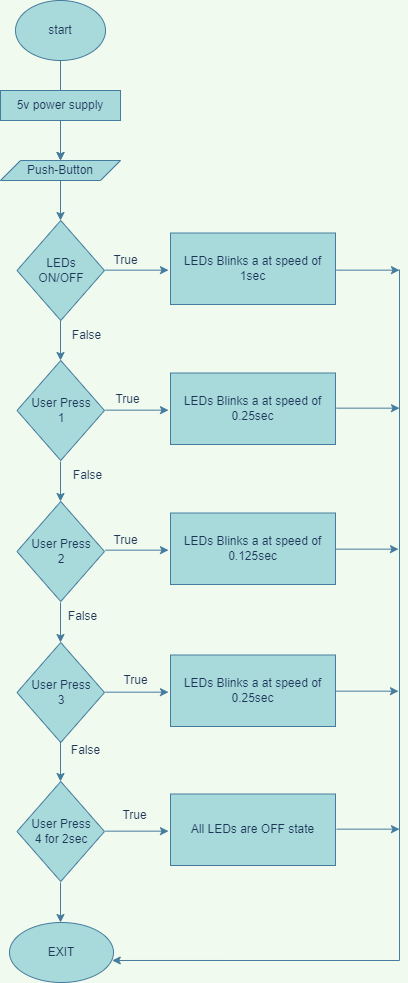 start
5v power supply
Push-Button
LEDs
ON/OFF
True
LEDs Blinks a at speed of
1sec
False
User Press
1
True
LEDs Blinks a at speed of
0.25sec
False
User Press
2
True
LEDs Blinks a at speed of
0.125sec
False
User Press
3
True
LEDs Blinks a at speed of
0.25sec
False
User Press
4 for 2sec
True
All LEDs are OFF state
EXIT